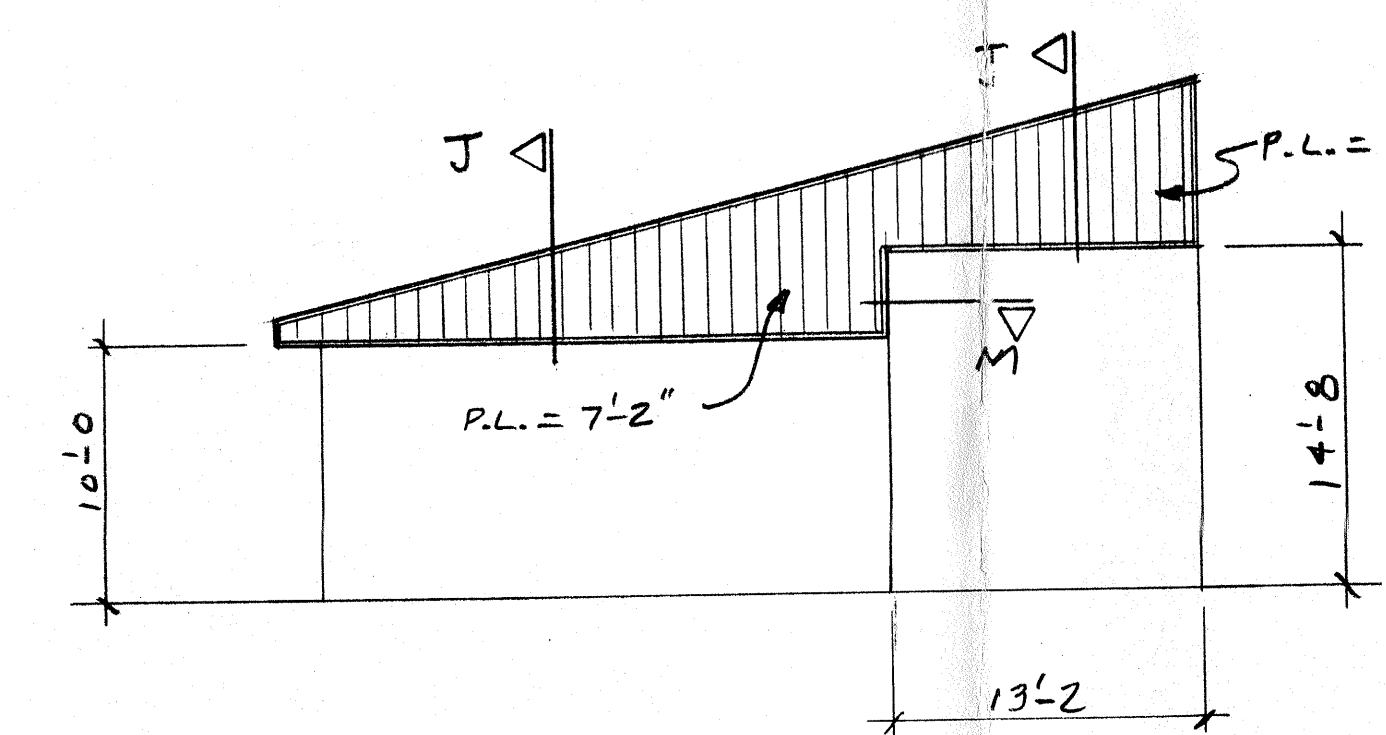 J
J
P.L. =
M
P.L. = 7'-2"
10'-0
14'-8
13'-2